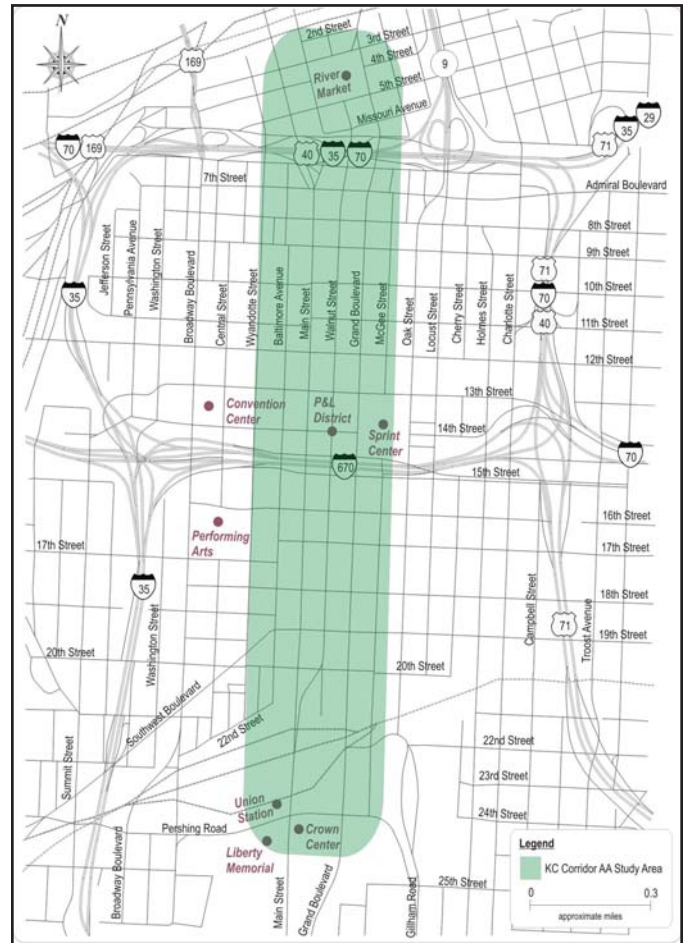 N
2nd Street
3rd Street
4th Street
5th Street
Missouri Avenue
River
Market
169
9
70
169
40
35
70
71
35
29
7th Street
Admiral Boulevard
8th Street
9th Street
10th Street
11th Street
12th Street
71
70
40
35
Jefferson Street
Pennsylvania Avenue
Washington Street
Broadway Boulevard
Central Street
Wyandotte Street
Baltimore Avenue
Main Street
Walnut Street
Grand Boulevard
McGee Street
Oak Street
Locust Street
Cherry Street
Holmes Street
Charlotte Street
Convention
Center
P&L
District
Sprint
Center
13th Street
14th Street
70
670
15th Street
Performing
Arts
16th Street
17th Street
17th Street
35
Washington Street
Campbell Street
Troost Avenue
18th Street
71
19th Street
20th Street
20th Street
Southwest Boulevard
22nd Street
22nd Street
23rd Street
24th Street
Summit Street
Union
Station
Pershing Road
Crown
Center
Liberty
Memorial
Broadway Boulevard
Main Street
Grand Boulevard
Gillham Road
25th Street
Legend
KC Corridor AA Study Area
0
0.3
approximate miles